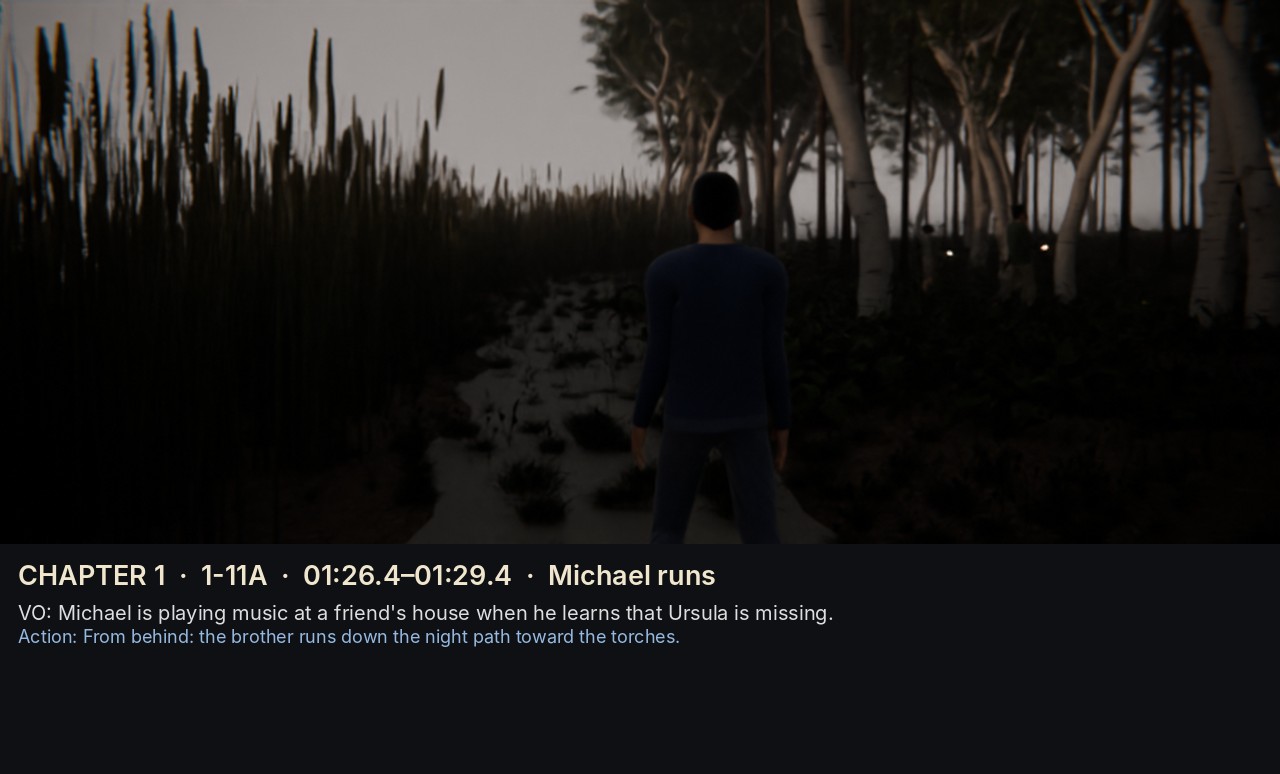 CHAPTER 1 · 1-11A · 01:26.4–01:29.4 · Michael runs
VO: Michael is playing music at a friend's house when he learns that Ursula is missing.
Action: From behind: the brother runs down the night path toward the torches.